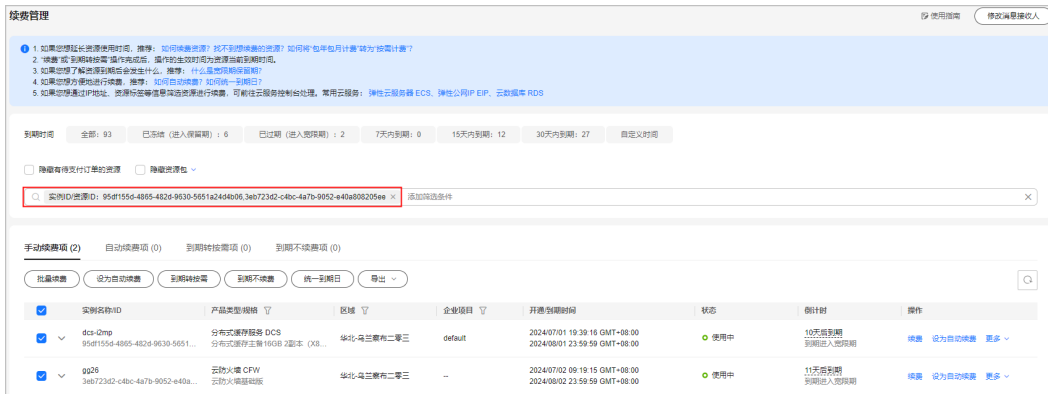 续费管理
使用指南
修改消息接收人
1. 如果您想延长资源使用时间，推荐：如何续费资源？找不到想续费的资源？如何将"包年包月计费"转为"按需计费"？
2. "续费"或"到期转按需"操作完成后，操作的生效时间为资源当前到期时间。
3. 如果您想了解资源到期后会发生什么，推荐：什么是宽限期保留期？
4. 如果您想方便地进行续费，推荐：如何自动续费？如何统一到期日？
5. 如果您想通过IP地址、资源标签等信息筛选资源进行续费，可前往云服务控制台处理。常用云服务：弹性云服务器 ECS、弹性公网IP EIP、云数据库 RDS
到期时间 全部：93 已冻结（进入保留期）：6 已过期（进入宽限期）：2 7天内到期：0 15天内到期：12 30天内到期：27 自定义时间
隐藏有待支付订单的资源 隐藏资源包
实例ID/资源ID：95df155d-4865-482d-9630-5651a24d4b06,3eb723d2-c4bc-4a7b-9052-e40a808205ee × 添加筛选条件 ×
手动续费项 (2) 自动续费项 (0) 到期转按需项 (0) 到期不续费项 (0)
批量续费 设为自动续费 到期转按需 到期不续费 统一到期日 导出
实例名称/ID 产品类型/规格 区域 企业项目 开通/到期时间 状态 倒计时 操作
dcs-i2mp 分布式缓存服务 DCS 华北-乌兰察布二零三 default 2024/07/01 19:39:16 GMT+08:00 使用中 10天后到期 续费 设为自动续费 更多
95df155d-4865-482d-9630-5651... 分布式缓存主备16GB 2副本（X8... 2024/08/01 23:59:59 GMT+08:00 到期进入宽限期
gg26 云防火墙 CFW 华北-乌兰察布二零三 -- 2024/07/02 09:19:15 GMT+08:00 使用中 11天后到期 续费 设为自动续费 更多
3eb723d2-c4bc-4a7b-9052-e40a... 云防火墙基础版 2024/08/02 23:59:59 GMT+08:00 到期进入宽限期